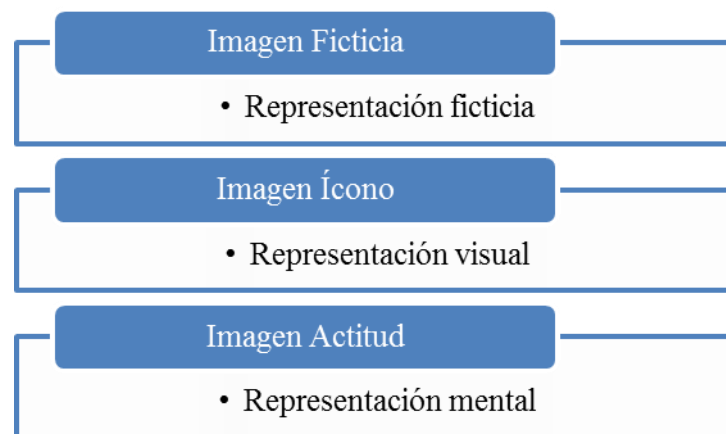 Imagen Ficticia
• Representación ficticia
Imagen Ícono
• Representación visual
Imagen Actitud
• Representación mental